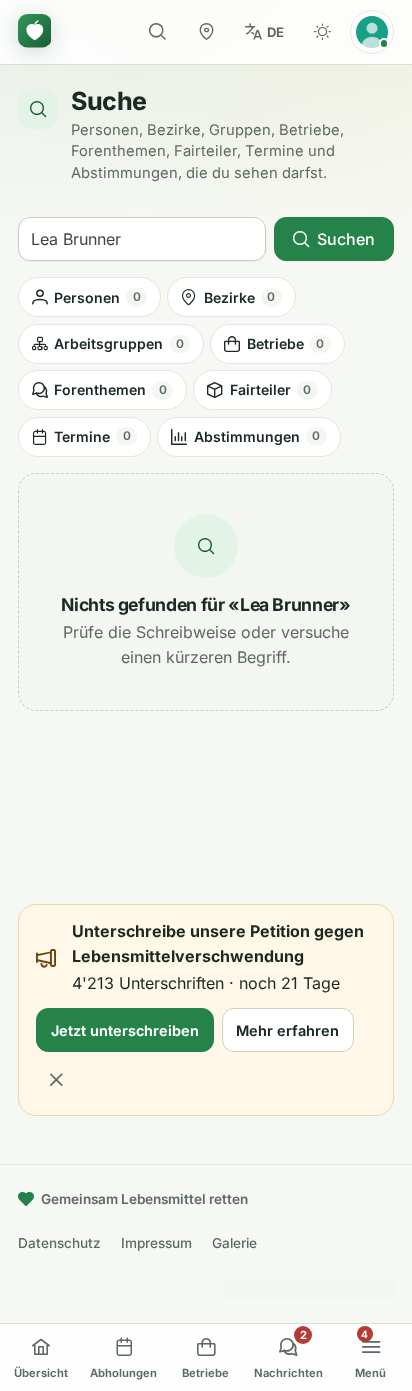 DE
Suche
Personen, Bezirke, Gruppen, Betriebe,
Forenthemen, Fairteiler, Termine und
Abstimmungen, die du sehen darfst.
Lea Brunner
Suchen
Personen 0
Bezirke 0
Arbeitsgruppen 0
Betriebe 0
Forenthemen 0
Fairteiler 0
Termine 0
Abstimmungen 0
Nichts gefunden für «Lea Brunner»
Prüfe die Schreibweise oder versuche
einen kürzeren Begriff.
Unterschreibe unsere Petition gegen
Lebensmittelverschwendung
4'213 Unterschriften · noch 21 Tage
Jetzt unterschreiben
Mehr erfahren
Gemeinsam Lebensmittel retten
Datenschutz Impressum Galerie
2
4
Übersicht Abholungen Betriebe Nachrichten Menü